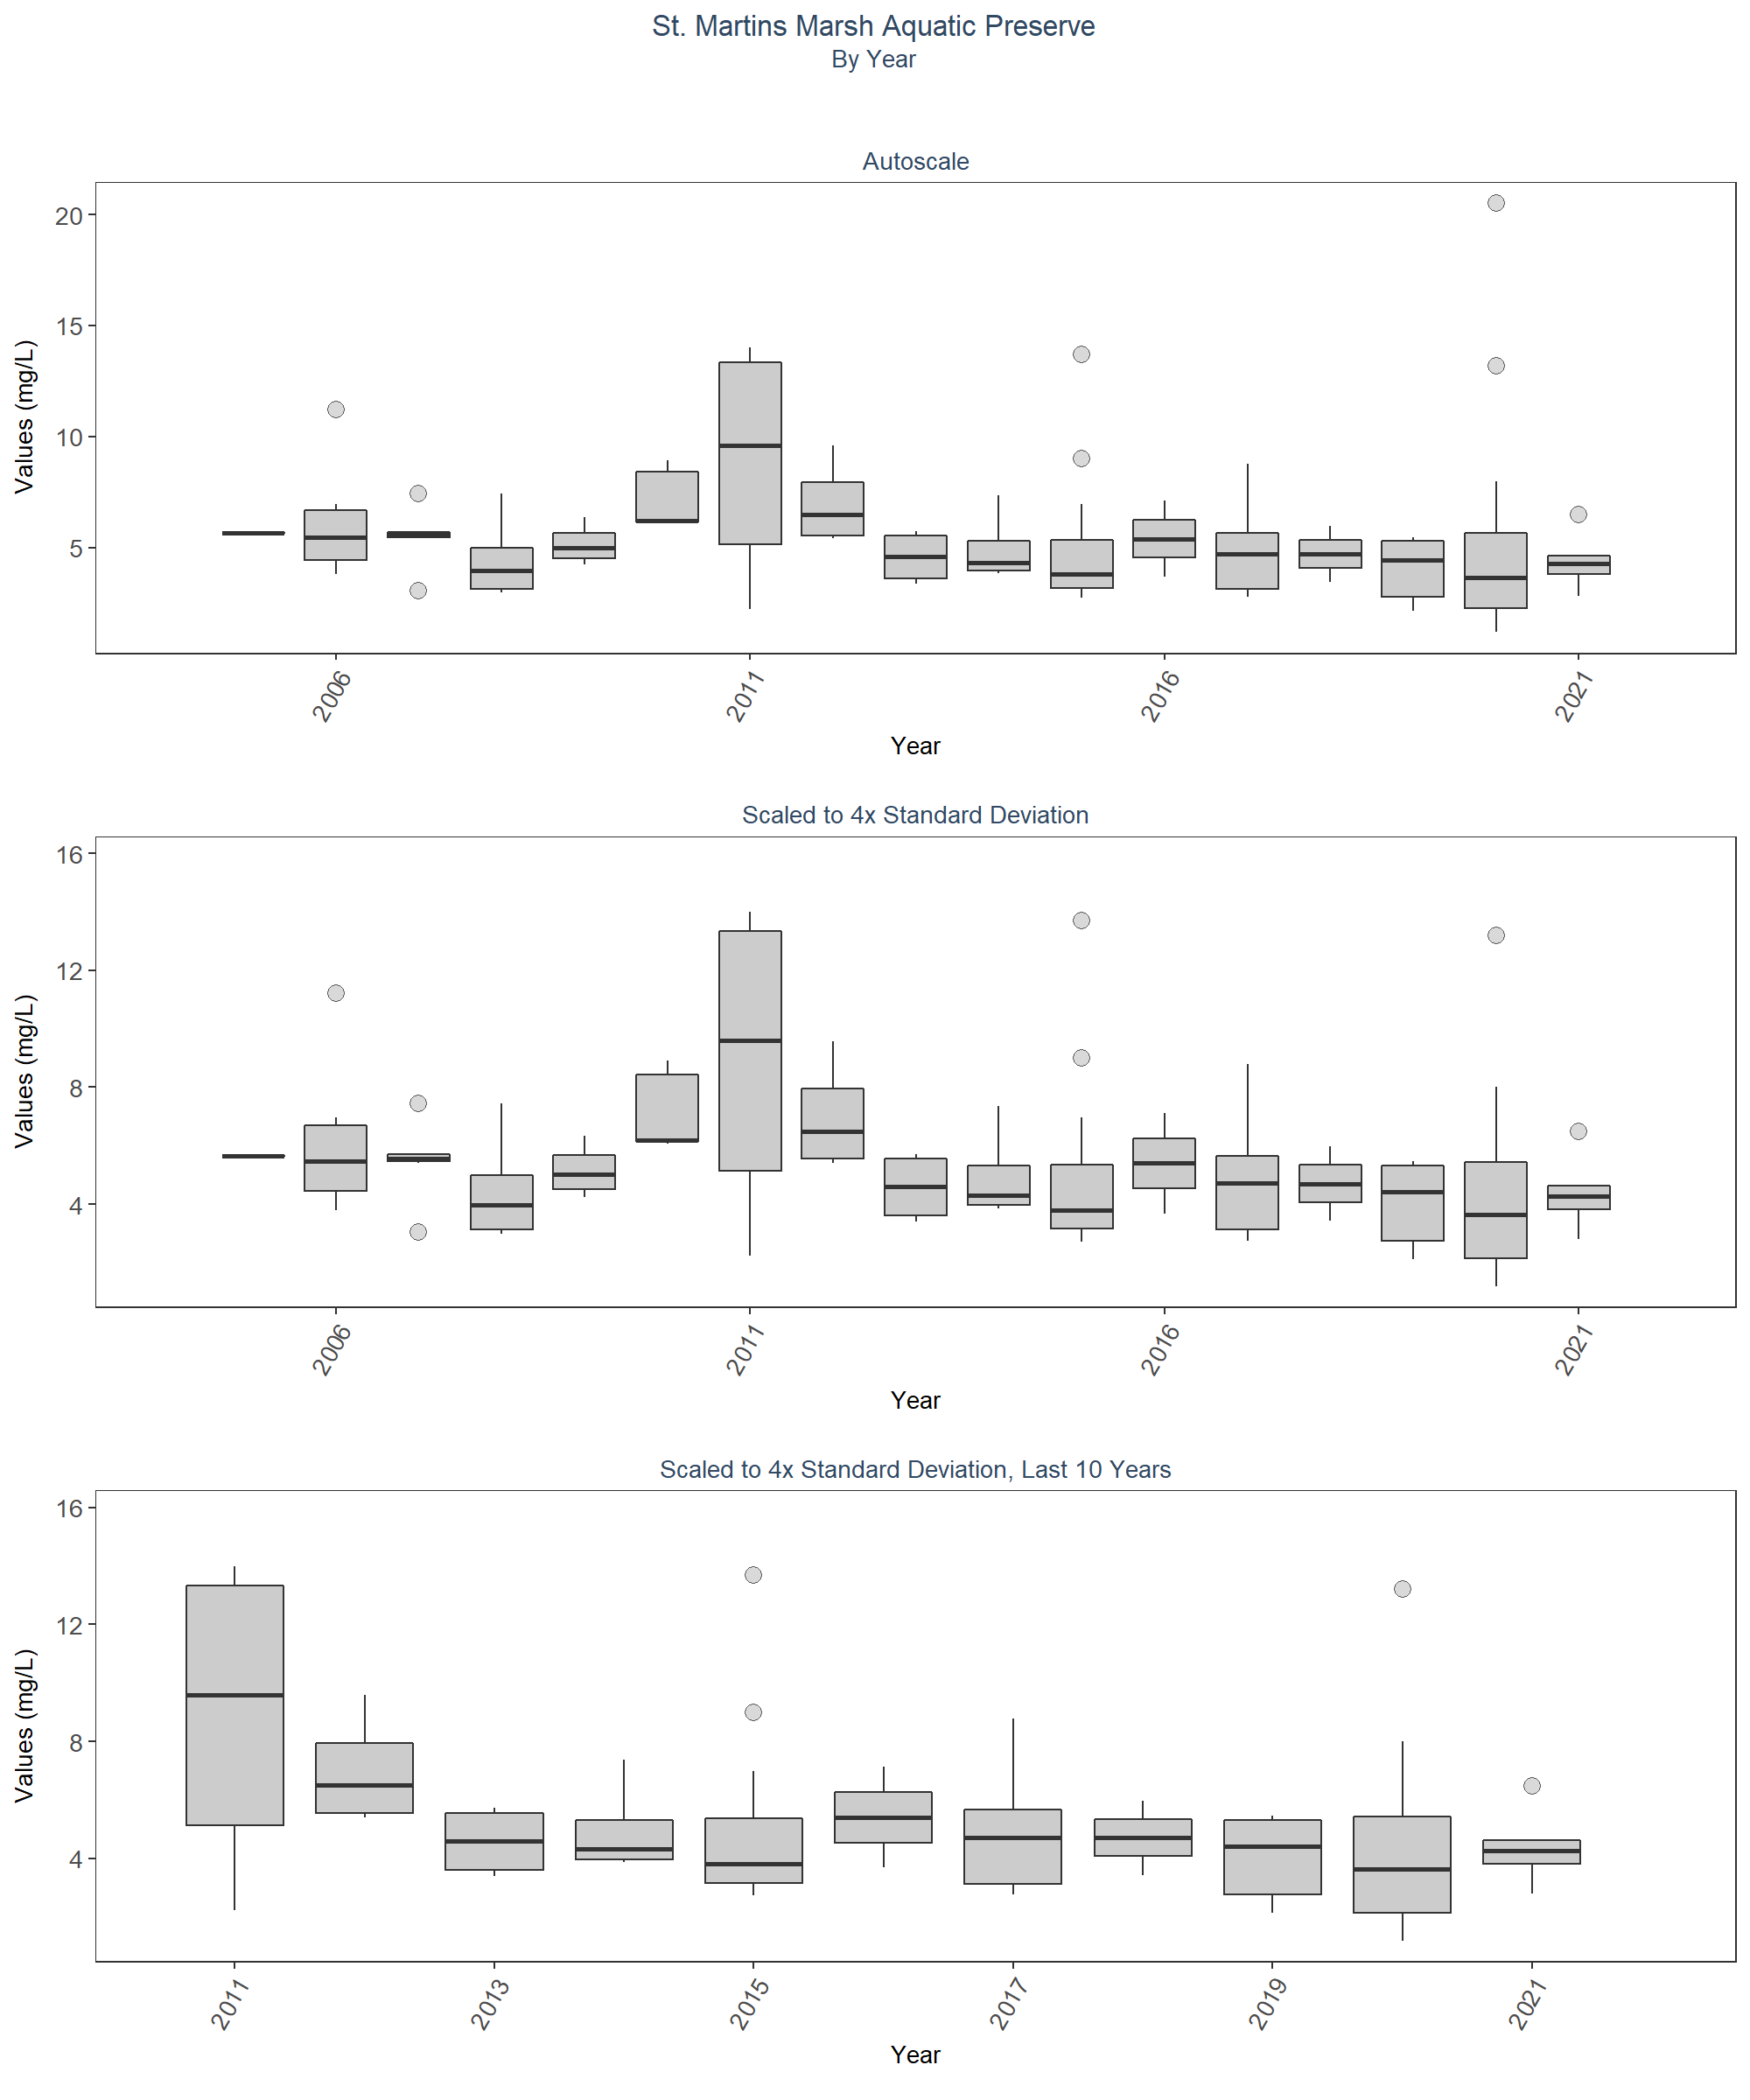 St. Martins Marsh Aquatic Preserve
By Year
Autoscale
Values (mg/L)
20
15
10
5
2006
2011
2016
2021
Year
Scaled to 4x Standard Deviation
Values (mg/L)
16
12
8
4
2006
2011
2016
2021
Year
Scaled to 4x Standard Deviation, Last 10 Years
Values (mg/L)
16
12
8
4
2011
2013
2015
2017
2019
2021
Year